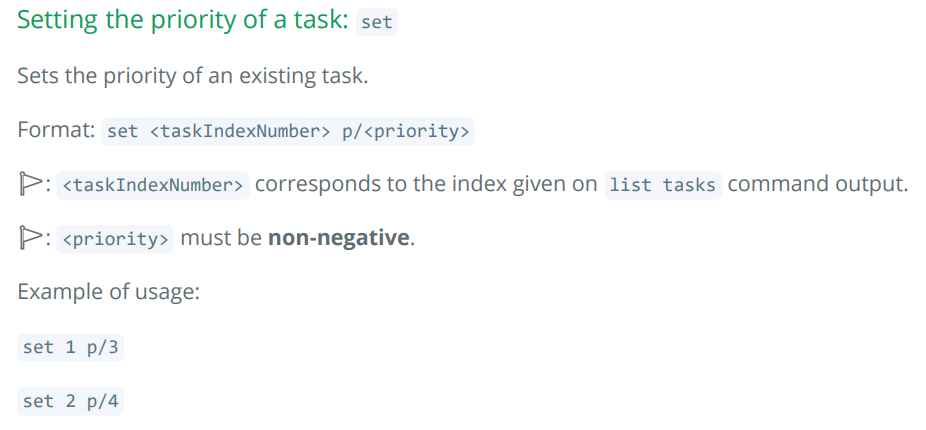 Setting the priority of a task: set
Sets the priority of an existing task.
Format: set <taskIndexNumber> p/<priority>
: <taskIndexNumber> corresponds to the index given on list tasks command output.
: <priority> must be non-negative.
Example of usage:
set 1 p/3
set 2 p/4